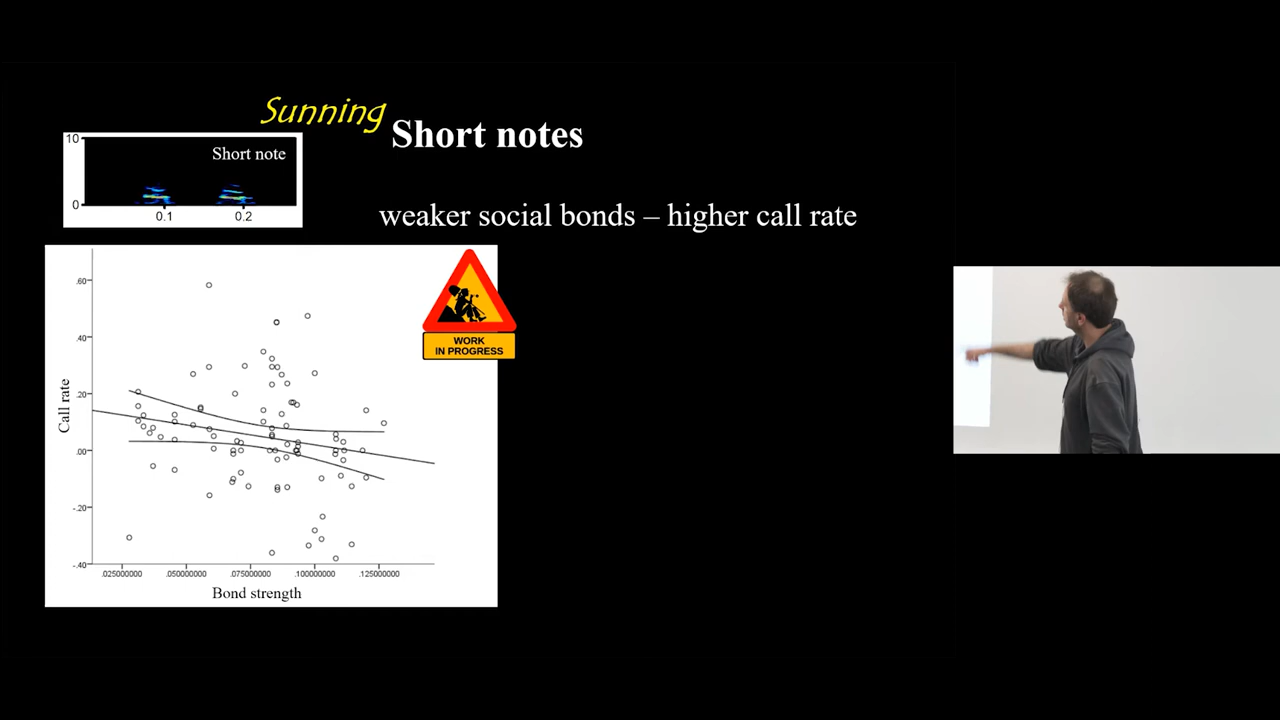 Sunning
Short notes
10
Short note
0
0.1
0.2
weaker social bonds – higher call rate
WORK
IN PROGRESS
Call rate
.60
.40
.20
.00
-.20
-.40
.025000000
.050000000
.075000000
.100000000
.125000000
Bond strength